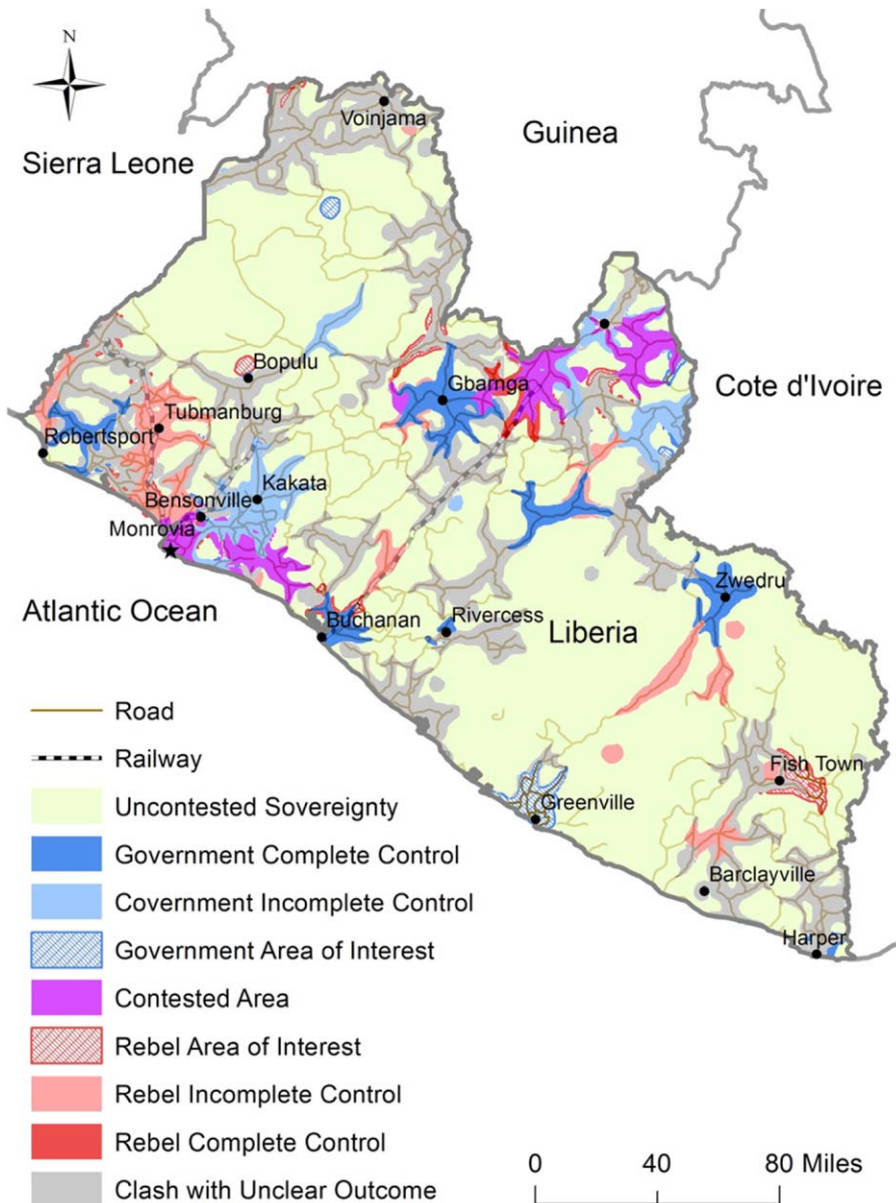 N
Voinjama
Guinea
Sierra Leone
Bopulu
Gbamga
Cote d'Ivoire
Tubmanburg
Robertsport
Kakata
Bensonville
Monrovia
Zwedru
Atlantic Ocean
Buchanan
Rivercess
Liberia
Fish Town
Greenville
Barclayville
Harper
Road
Railway
Uncontested Sovereignty
Government Complete Control
Covernment Incomplete Control
Government Area of Interest
Contested Area
Rebel Area of Interest
Rebel Incomplete Control
Rebel Complete Control
Clash with Unclear Outcome
0 40 80 Miles